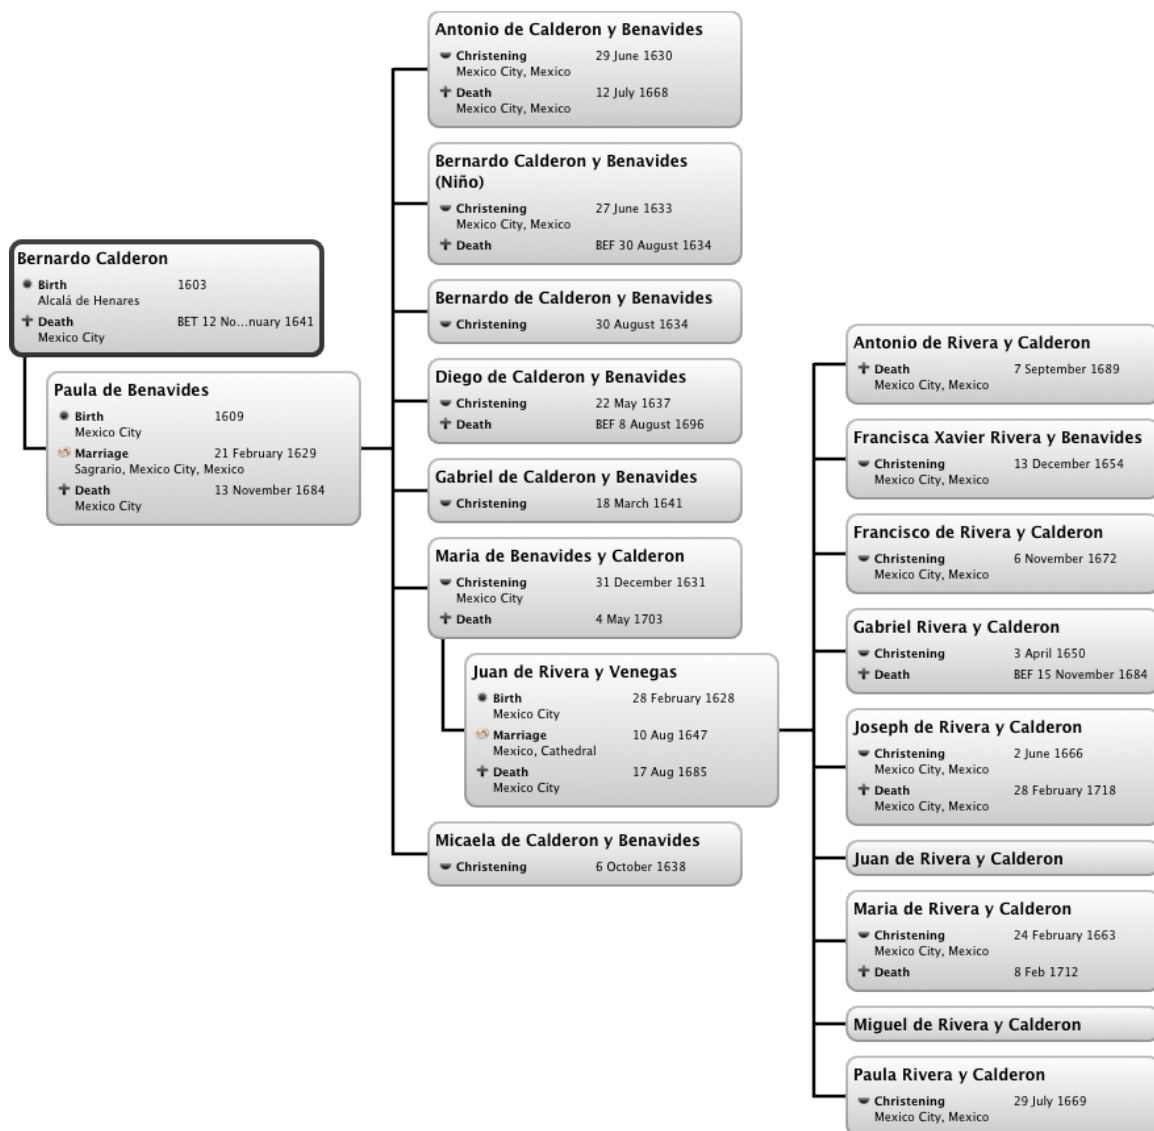 Bernardo Calderon
Birth 1603
Alcalá de Henares
Death BET 12 No...nuary 1641
Mexico City
Paula de Benavides
Birth 1609
Mexico City
Marriage 21 February 1629
Sagrario, Mexico City, Mexico
Death 13 November 1684
Mexico City
Antonio de Calderon y Benavides
Christening 29 June 1630
Mexico City, Mexico
Death 12 July 1668
Mexico City, Mexico
Bernardo Calderon y Benavides
(Niño)
Christening 27 June 1633
Mexico City, Mexico
Death BEF 30 August 1634
Bernardo de Calderon y Benavides
Christening 30 August 1634
Diego de Calderon y Benavides
Christening 22 May 1637
Death BEF 8 August 1696
Gabriel de Calderon y Benavides
Christening 18 March 1641
Maria de Benavides y Calderon
Christening 31 December 1631
Mexico City
Death 4 May 1703
Juan de Rivera y Venegas
Birth 28 February 1628
Mexico City
Marriage 10 Aug 1647
Mexico, Cathedral
Death 17 Aug 1685
Mexico City
Micaela de Calderon y Benavides
Christening 6 October 1638
Antonio de Rivera y Calderon
Death 7 September 1689
Mexico City, Mexico
Francisca Xavier Rivera y Benavides
Christening 13 December 1654
Mexico City, Mexico
Francisco de Rivera y Calderon
Christening 6 November 1672
Mexico City, Mexico
Gabriel Rivera y Calderon
Christening 3 April 1650
Death BEF 15 November 1684
Joseph de Rivera y Calderon
Christening 2 June 1666
Mexico City, Mexico
Death 28 February 1718
Mexico City, Mexico
Juan de Rivera y Calderon
Maria de Rivera y Calderon
Christening 24 February 1663
Mexico City, Mexico
Death 8 Feb 1712
Miguel de Rivera y Calderon
Paula Rivera y Calderon
Christening 29 July 1669
Mexico City, Mexico